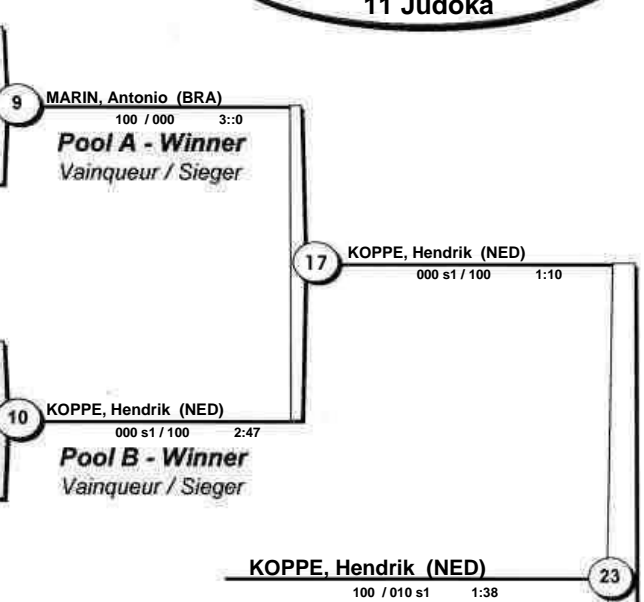 11 Judoka
9
MARIN, Antonio (BRA)
100 / 000 3::0
Pool A - Winner
Vainqueur / Sieger
17
KOPPE, Hendrik (NED)
000 s1 / 100 1:10
10
KOPPE, Hendrik (NED)
000 s1 / 100 2:47
Pool B - Winner
Vainqueur / Sieger
KOPPE, Hendrik (NED)
100 / 010 s1 1:38
23